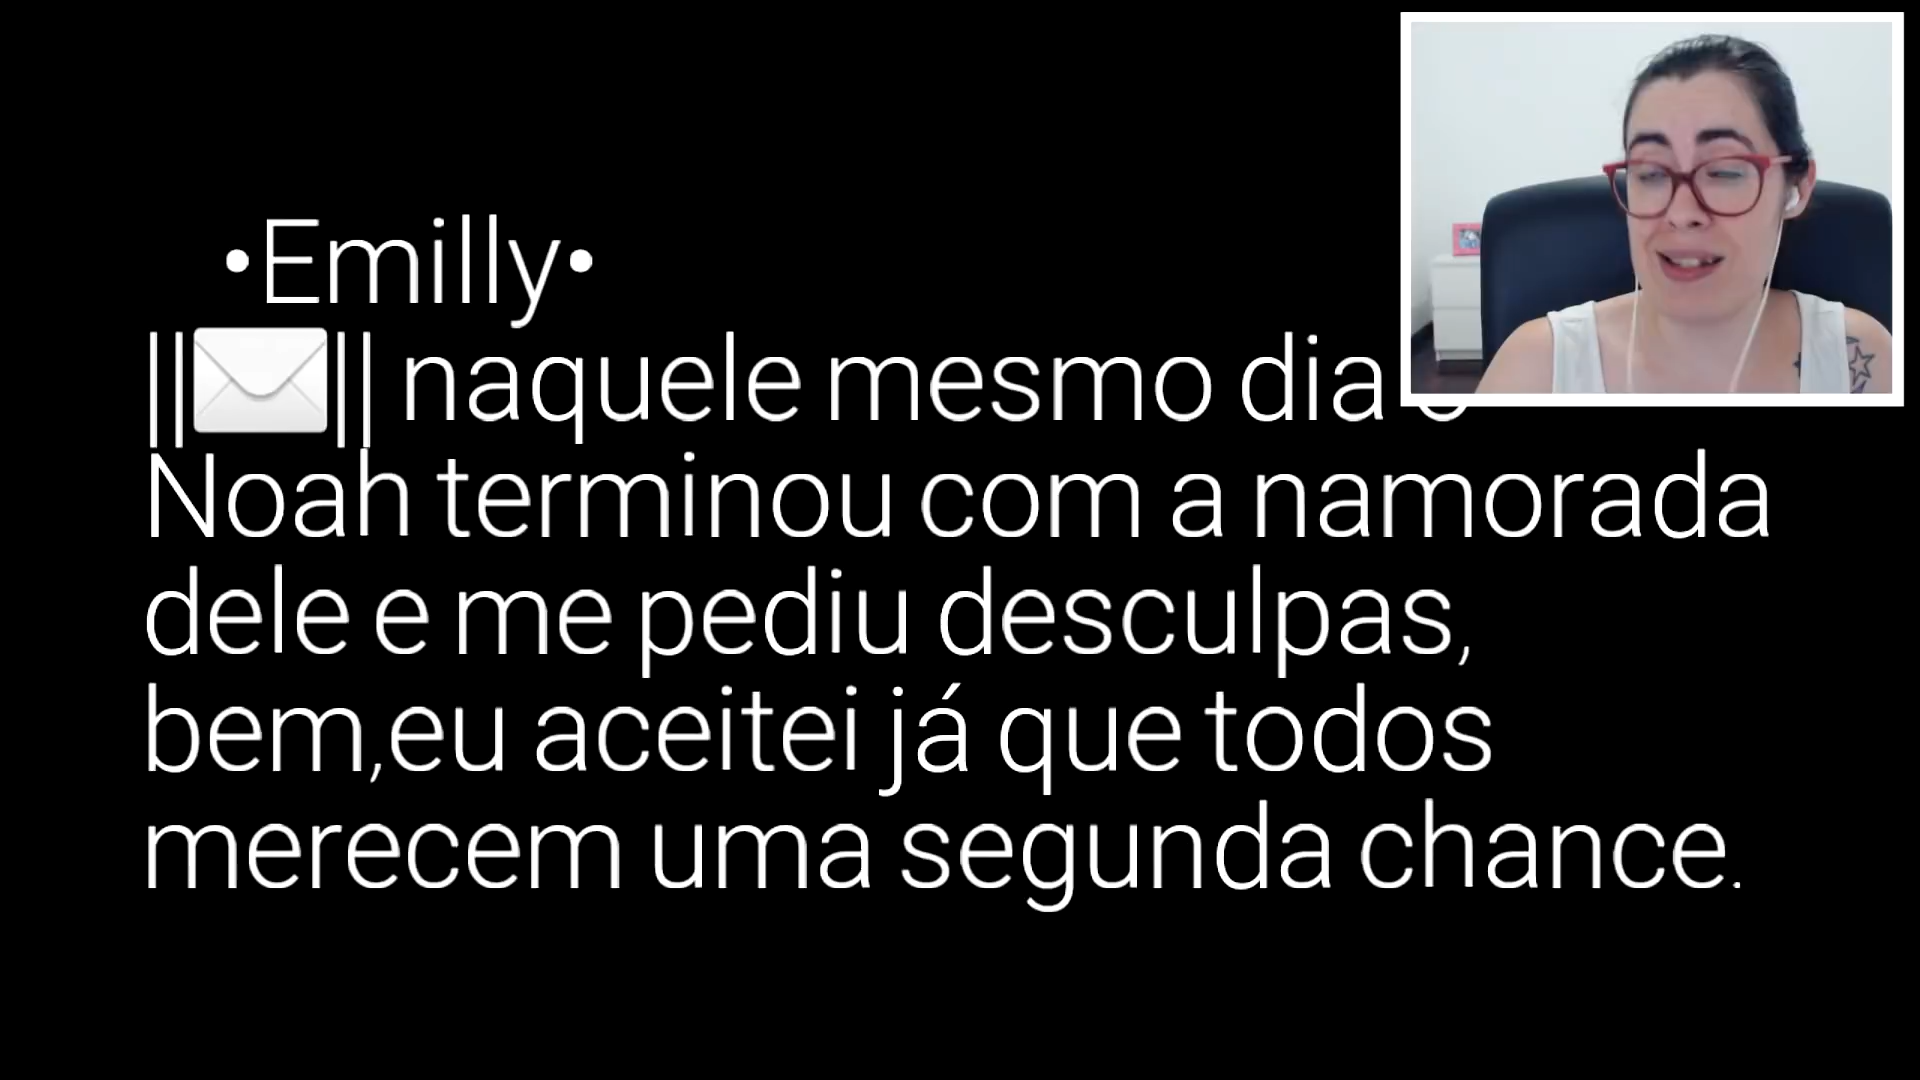 •Emilly•
||✉|| naquele mesmo dia
Noah terminou com a namorada
dele e me pediu desculpas,
bem,eu aceitei já que todos
merecem uma segunda chance.